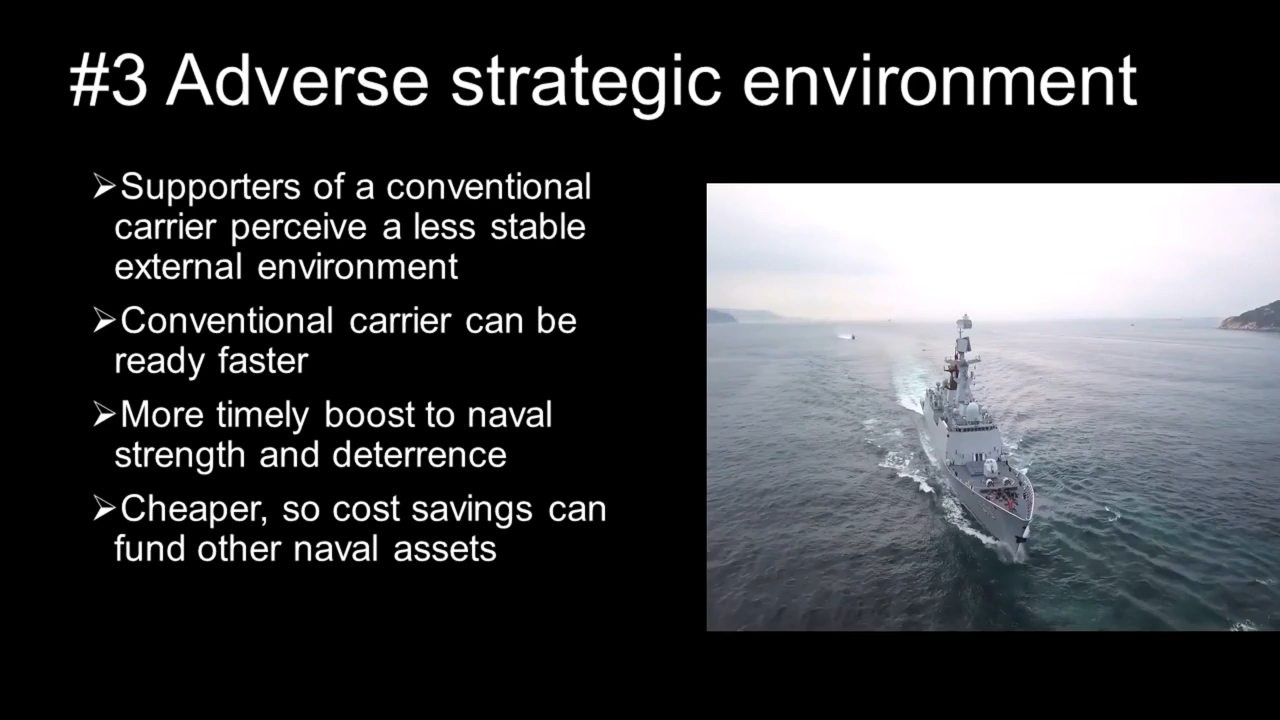 #3 Adverse strategic environment
➢Supporters of a conventional
carrier perceive a less stable
external environment
➢Conventional carrier can be
ready faster
➢More timely boost to naval
strength and deterrence
➢Cheaper, so cost savings can
fund other naval assets